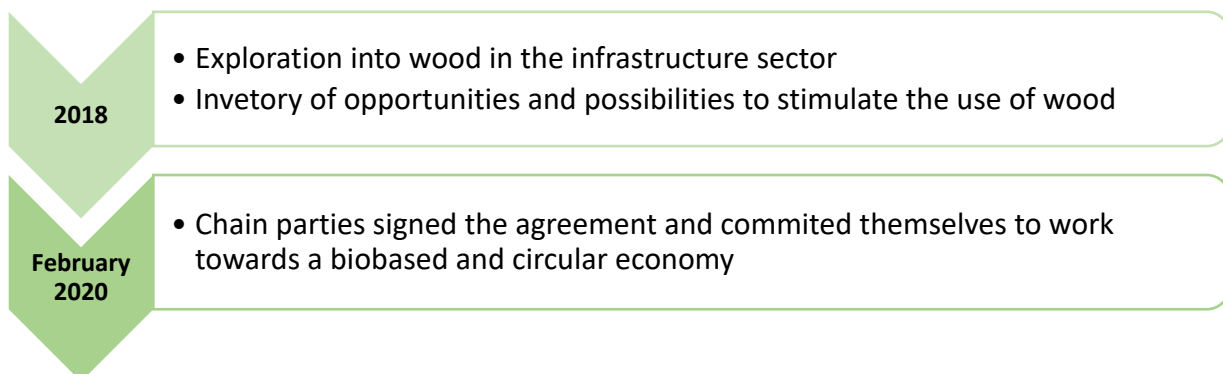 2018
• Exploration into wood in the infrastructure sector
• Invetory of opportunities and possibilities to stimulate the use of wood
February
2020
• Chain parties signed the agreement and commited themselves to work
towards a biobased and circular economy